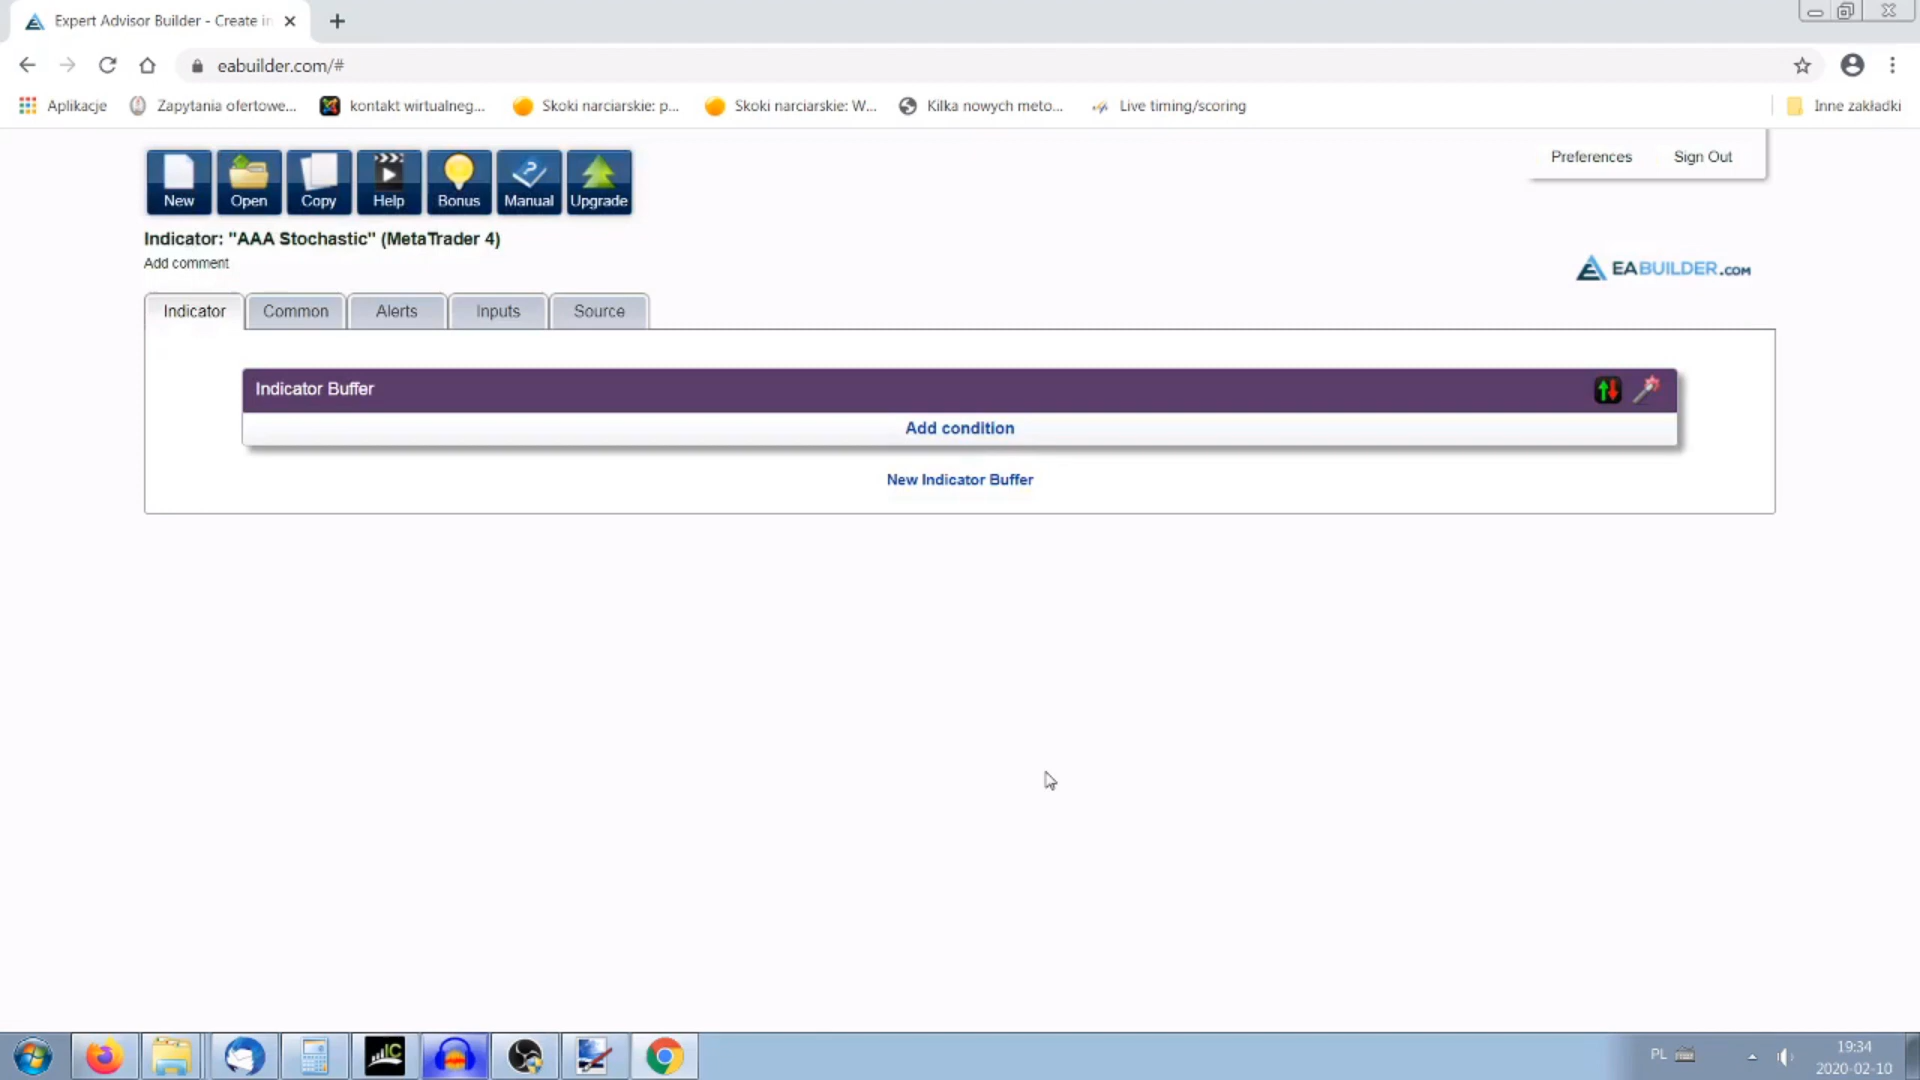 Expert Advisor Builder - Create in
eabuilder.com/#
Aplikacje
Zapytania ofertowe...
kontakt wirtualneg...
Skoki narciarskie: p...
Skoki narciarskie: W...
Kilka nowych meto...
Live timing/scoring
Inne zakładki
New
Open
Copy
Help
Bonus
Manual
Upgrade
Preferences
Sign Out
Indicator: "AAA Stochastic" (MetaTrader 4)
Add comment
EABUILDER.COM
Indicator
Common
Alerts
Inputs
Source
Indicator Buffer
Add condition
New Indicator Buffer
IC
PL
19:34
2020-02-10